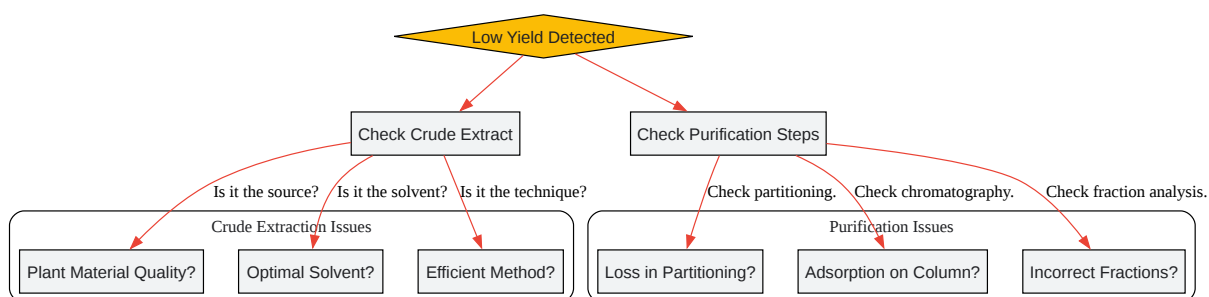 Low Yield Detected
Check Crude Extract
Check Purification Steps
Is it the source?
Is it the solvent?
Is it the technique?
Check partitioning.
Check chromatography.
Check fraction analysis.
Crude Extraction Issues
Purification Issues
Plant Material Quality?
Optimal Solvent?
Efficient Method?
Loss in Partitioning?
Adsorption on Column?
Incorrect Fractions?